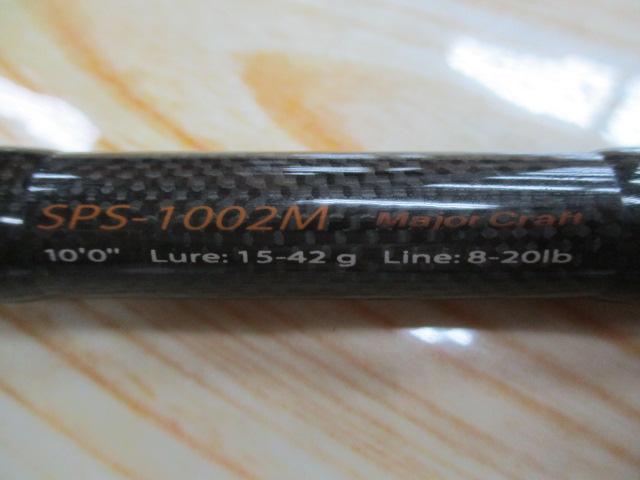 SPS-1002M Major Craft
10'0" Lure: 15-42 g Line: 8-20lb